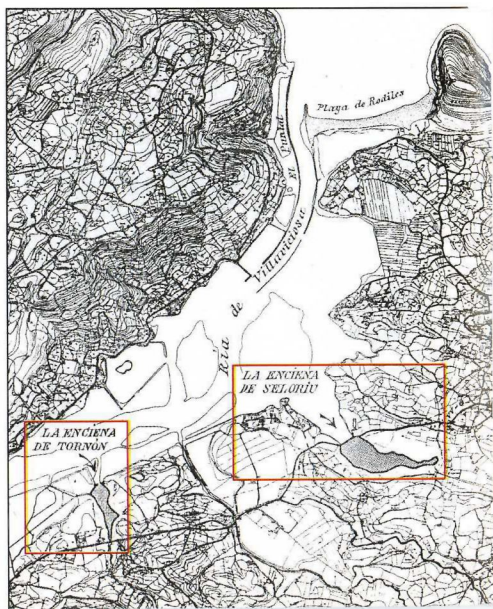 Playa de Rodiles
El Puntal
Ría de Villaviciosa
LA ENCIENA
DE SELORIU
LA ENCIENA
DE TORNÓN